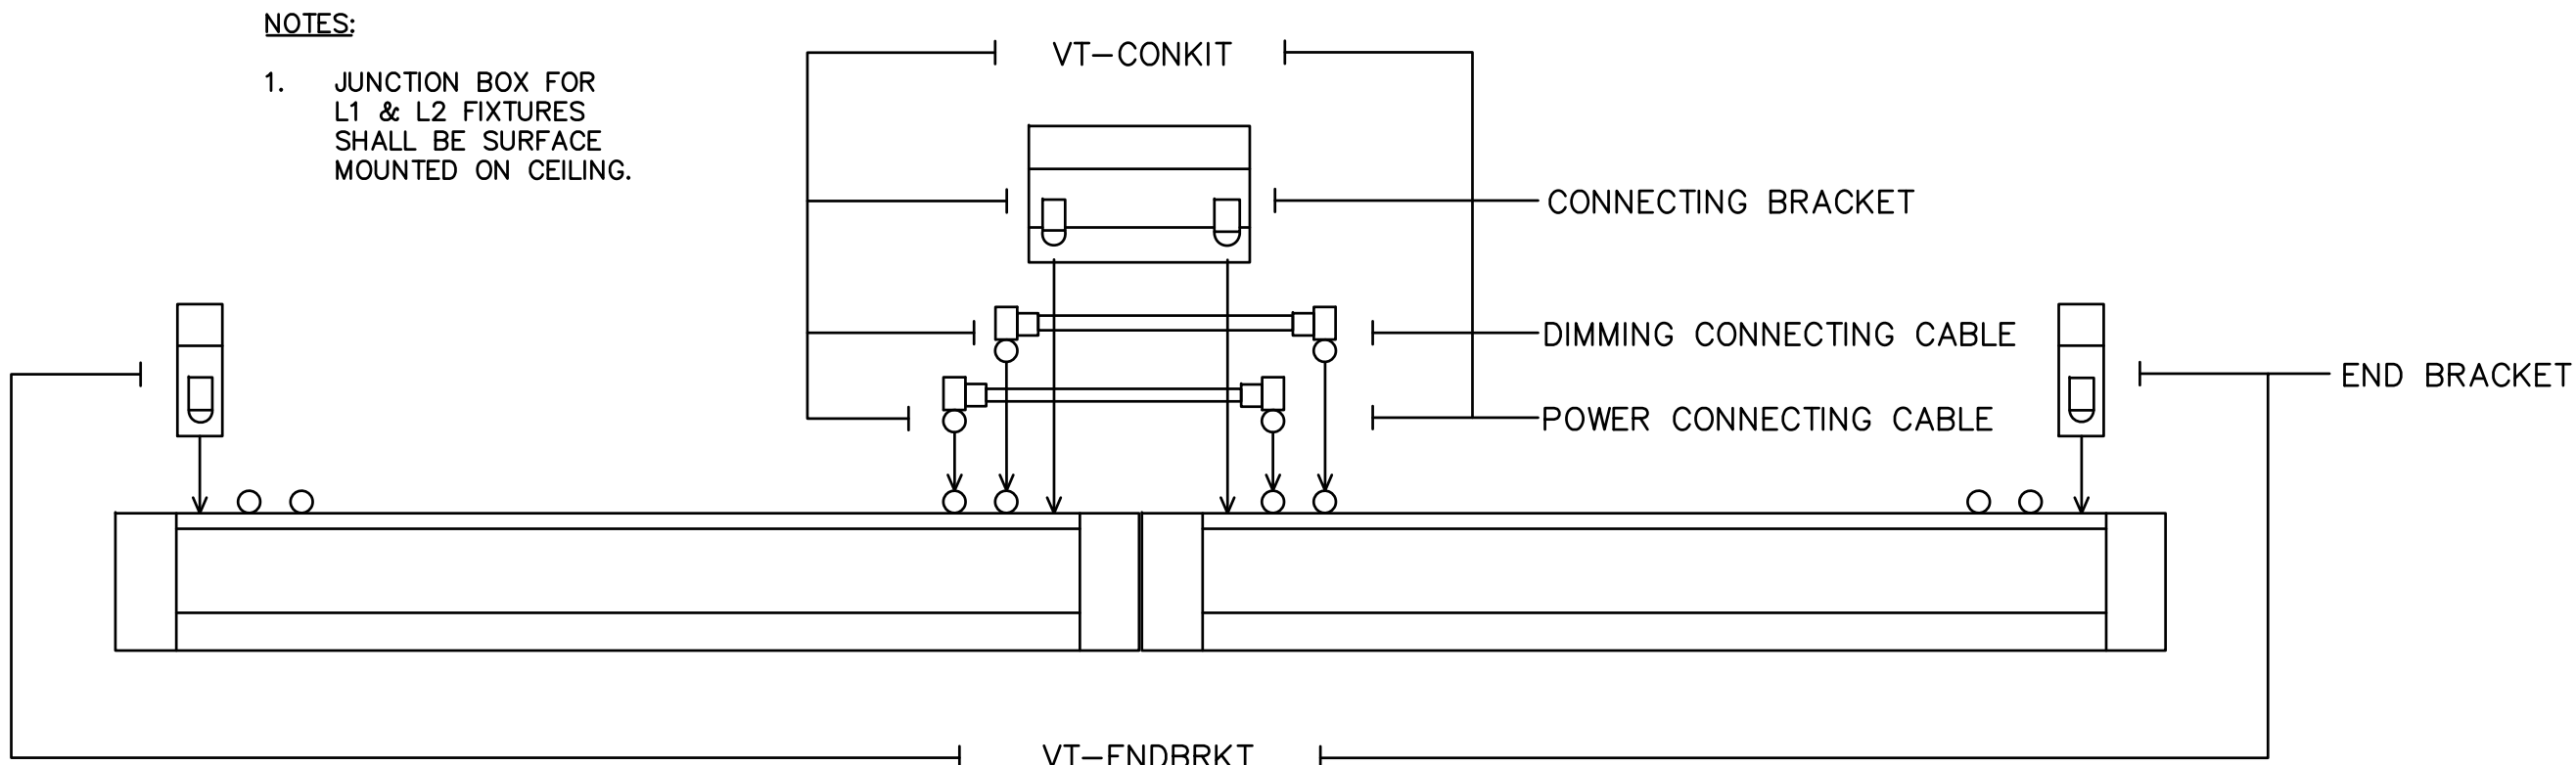 NOTES:
1. JUNCTION BOX FOR
L1 & L2 FIXTURES
SHALL BE SURFACE
MOUNTED ON CEILING.
VT-CONKIT
CONNECTING BRACKET
DIMMING CONNECTING CABLE
END BRACKET
POWER CONNECTING CABLE
VT-ENDBRKT